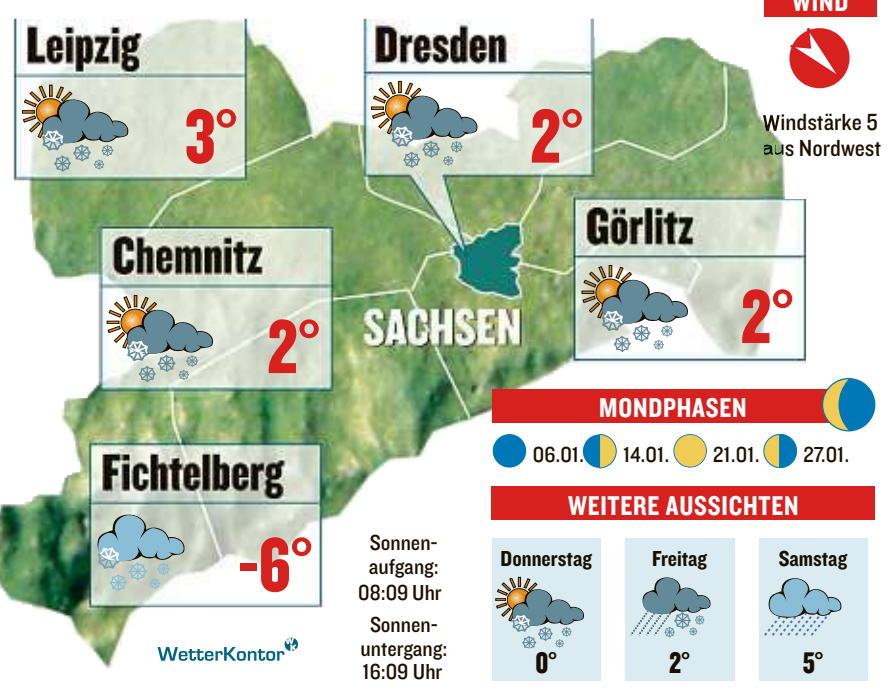 WIND
Leipzig
3°
Dresden
2°
Windstärke 5
aus Nordwest
Chemnitz
2°
Görlitz
2°
SACHSEN
MONDPHASEN
06.01. 14.01. 21.01. 27.01.
Fichtelberg
-6°
WEITERE AUSSICHTEN
Sonnen-
aufgang:
08:09 Uhr
Sonnen-
untergang:
16:09 Uhr
Donnerstag
0°
Freitag
2°
Samstag
5°
WetterKontor